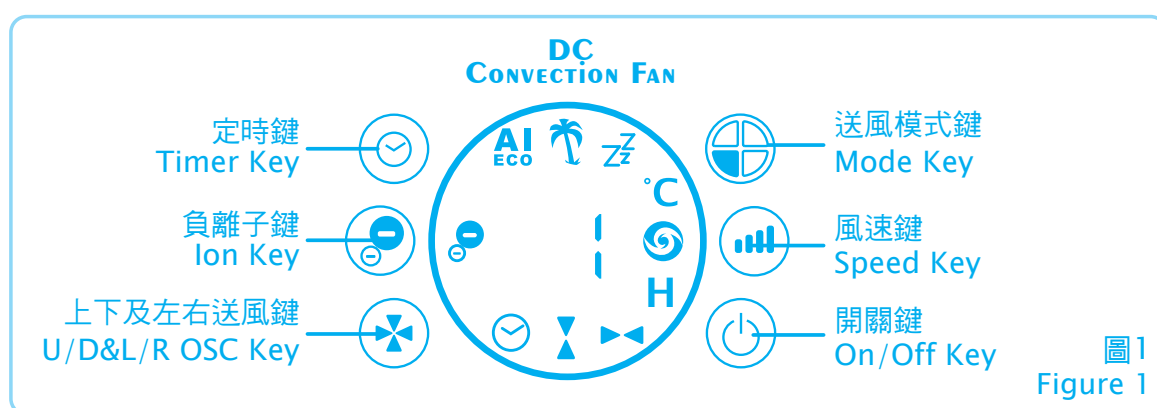 DC
CONVECTION FAN
定時鍵
Timer Key
負離子鍵
Ion Key
上下及左右送風鍵
U/D&L/R OSC Key
AI
ECO
zZz
°C
1
H
送風模式鍵
Mode Key
風速鍵
Speed Key
開關鍵
On/Off Key
圖1
Figure 1